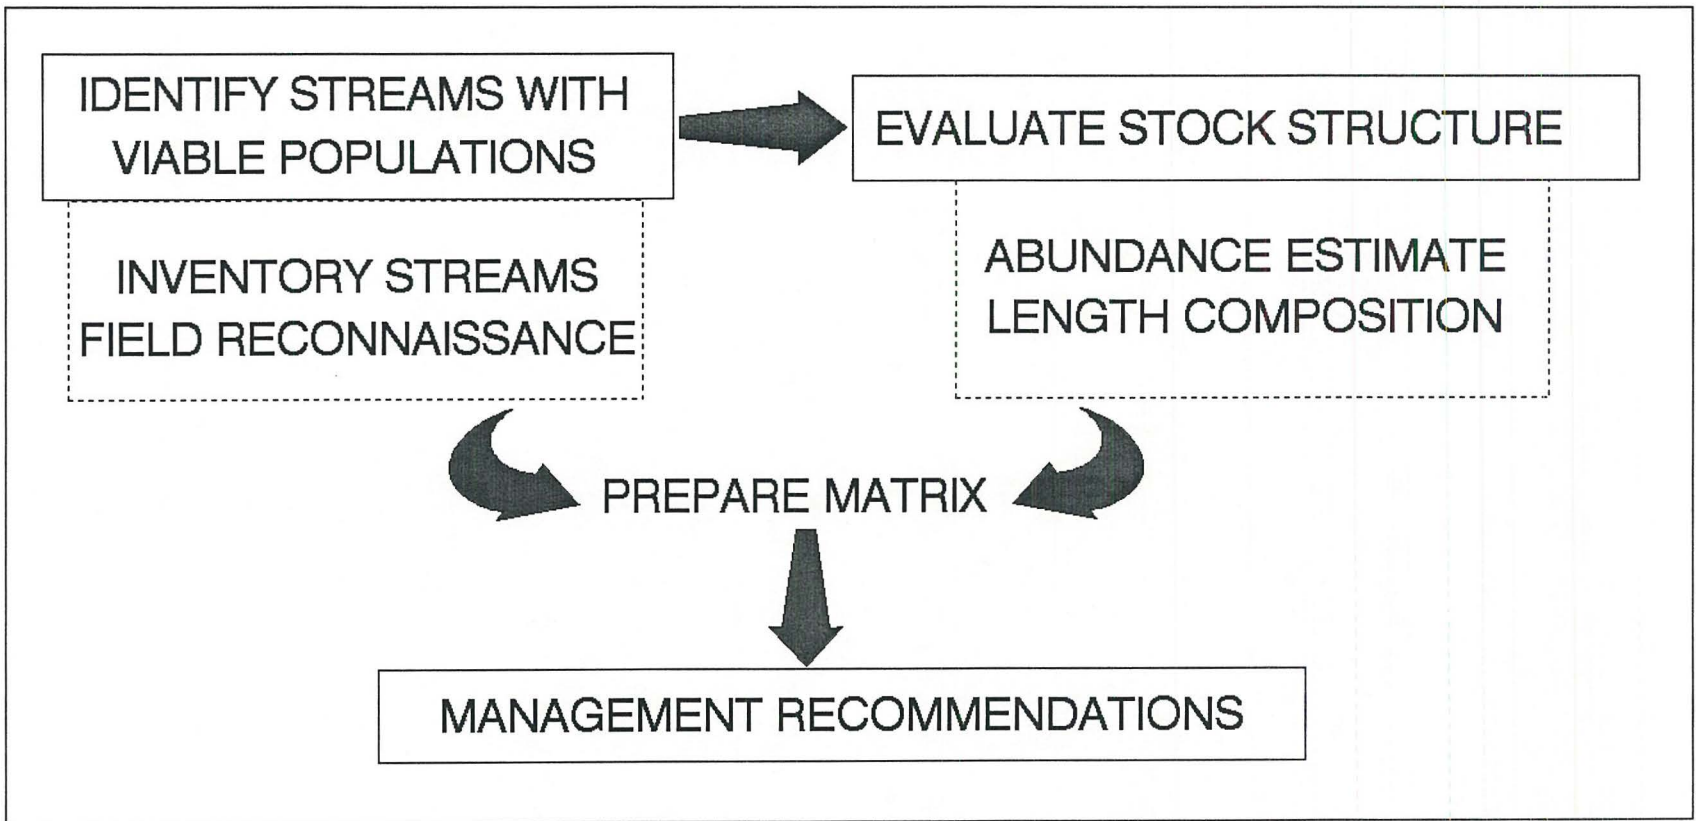 IDENTIFY STREAMS WITH
VIABLE POPULATIONS
INVENTORY STREAMS
FIELD RECONNAISSANCE
EVALUATE STOCK STRUCTURE
ABUNDANCE ESTIMATE
LENGTH COMPOSITION
PREPARE MATRIX
MANAGEMENT RECOMMENDATIONS